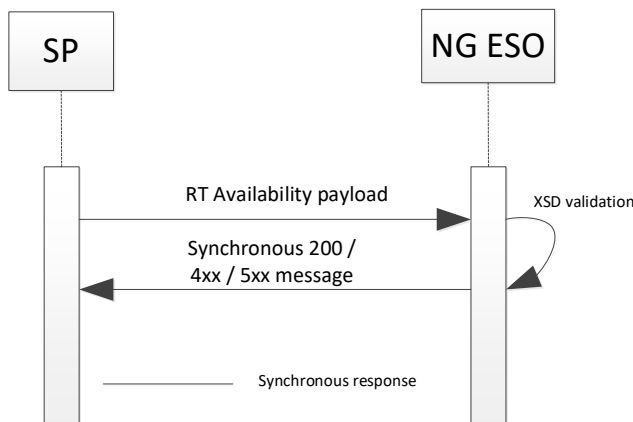 SP
NG ESO
RT Availability payload
XSD validation
Synchronous 200 /
4xx / 5xx message
Synchronous response